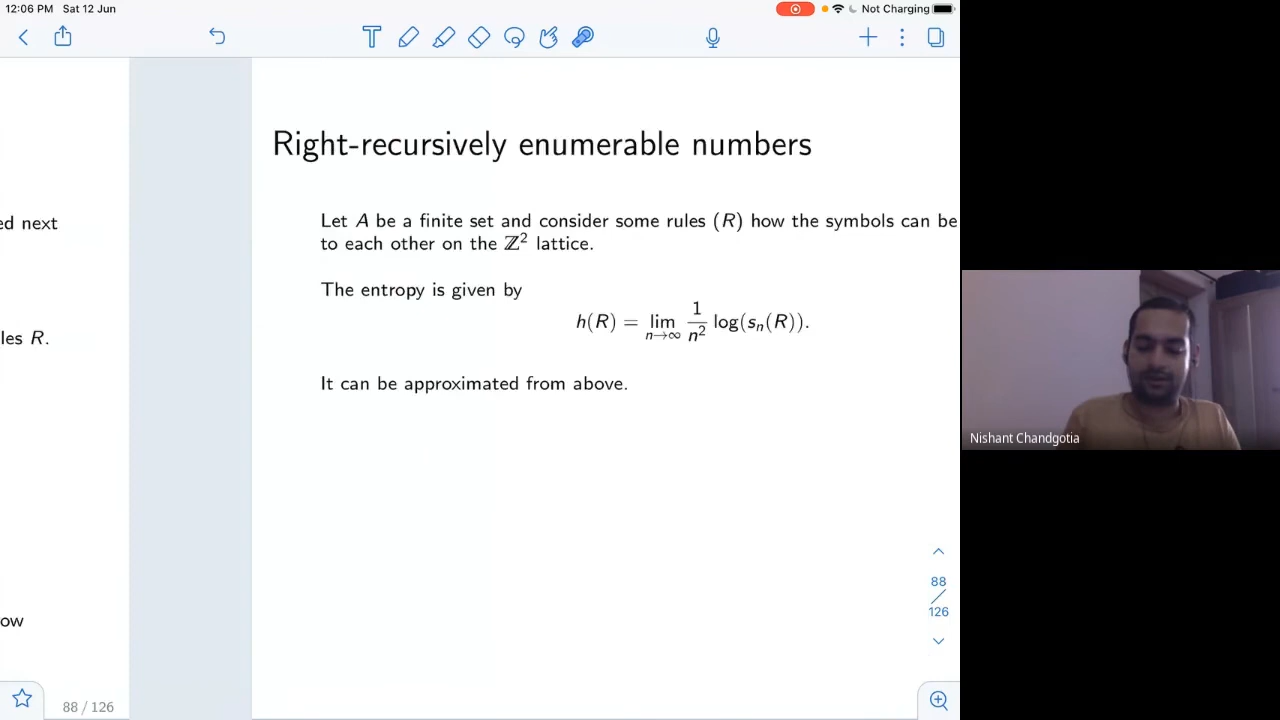 12:06 PM Sat 12 Jun
Not Charging
T
Right-recursively enumerable numbers
ed next
Let A be a finite set and consider some rules (R) how the symbols can be
to each other on the ℤ² lattice.
The entropy is given by
h(R) = lim n→∞ 1/n² log(sₙ(R)).
les R.
It can be approximated from above.
Nishant Chandgotia
88
/
126
ow
88 / 126